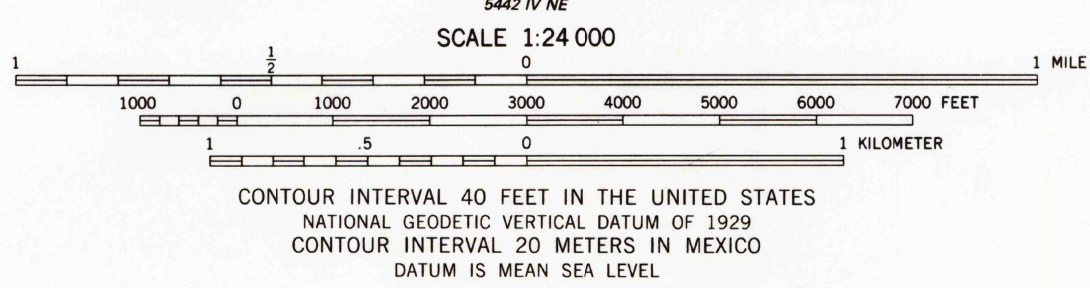 5442 IV NE
SCALE 1:24 000
1 1/2 0 1 MILE
1000 0 1000 2000 3000 4000 5000 6000 7000 FEET
1 .5 0 1 KILOMETER
CONTOUR INTERVAL 40 FEET IN THE UNITED STATES
NATIONAL GEODETIC VERTICAL DATUM OF 1929
CONTOUR INTERVAL 20 METERS IN MEXICO
DATUM IS MEAN SEA LEVEL